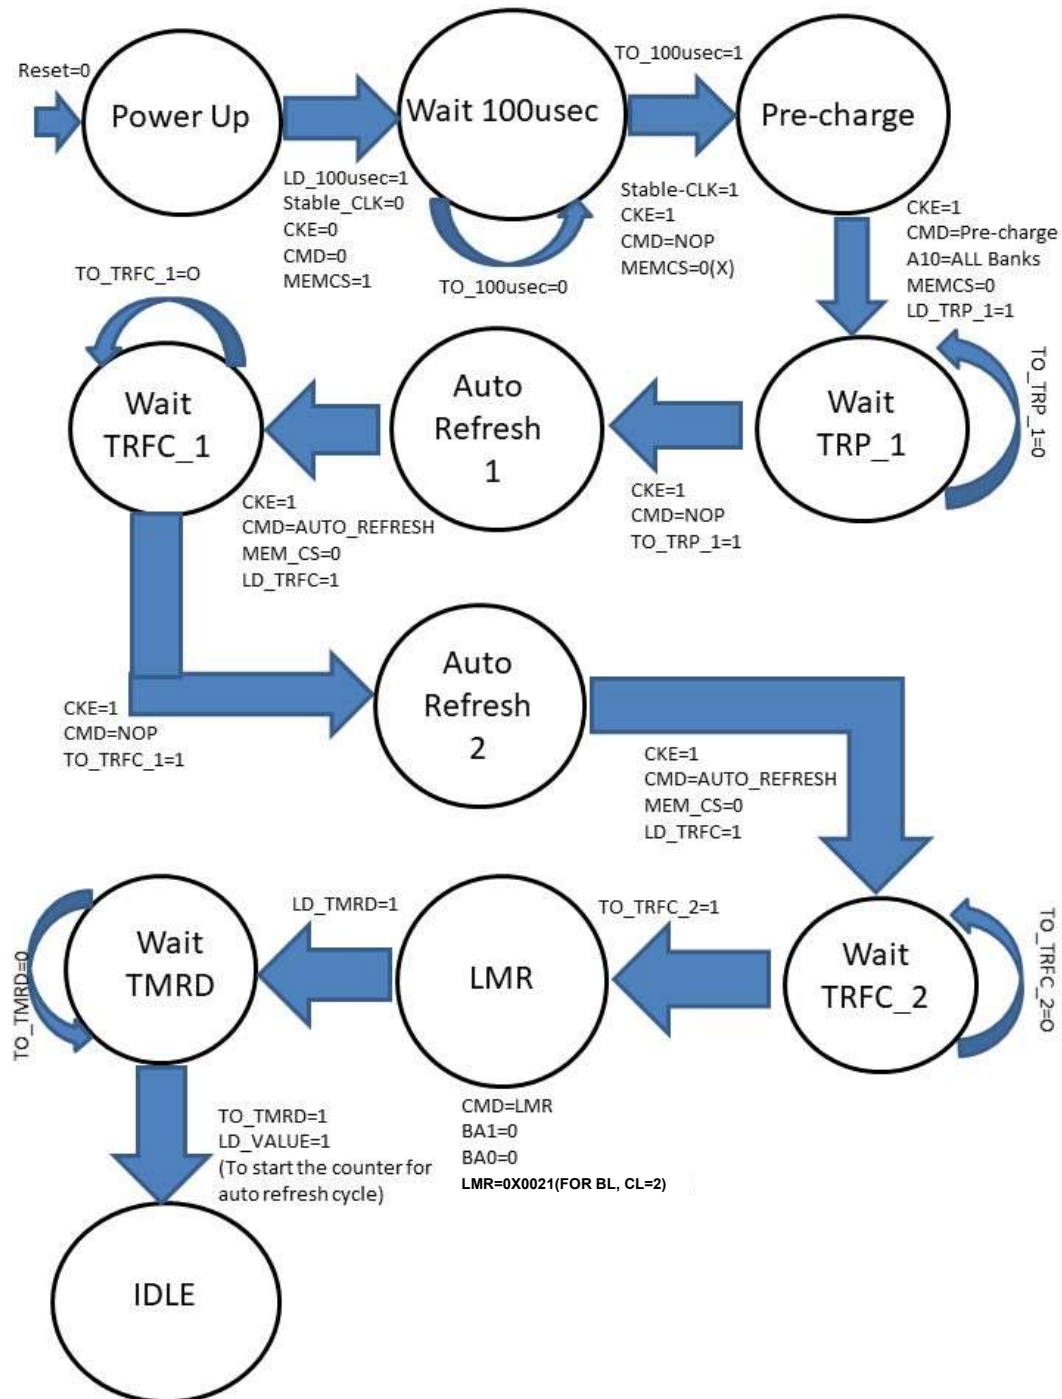 Reset=0
Power Up
LD_100usec=1
Stable_CLK=0
CKE=0
CMD=0
MEMCS=1
Wait 100usec
TO_100usec=0
TO_100usec=1
Stable-CLK=1
CKE=1
CMD=NOP
MEMCS=0(X)
Pre-charge
CKE=1
CMD=Pre-charge
A10=ALL Banks
MEMCS=0
LD_TRP_1=1
Wait
TRP_1
TO_TRP_1=0
CKE=1
CMD=NOP
TO_TRP_1=1
Auto
Refresh
1
CKE=1
CMD=AUTO_REFRESH
MEM_CS=0
LD_TRFC=1
TO_TRFC_1=O
Wait
TRFC_1
CKE=1
CMD=NOP
TO_TRFC_1=1
Auto
Refresh
2
CKE=1
CMD=AUTO_REFRESH
MEM_CS=0
LD_TRFC=1
Wait
TRFC_2
TO_TRFC_2=O
TO_TRFC_2=1
LMR
CMD=LMR
BA1=0
BA0=0
LMR=0X0021(FOR BL, CL=2)
LD_TMRD=1
Wait
TMRD
TO_TMRD=0
TO_TMRD=1
LD_VALUE=1
(To start the counter for
auto refresh cycle)
IDLE